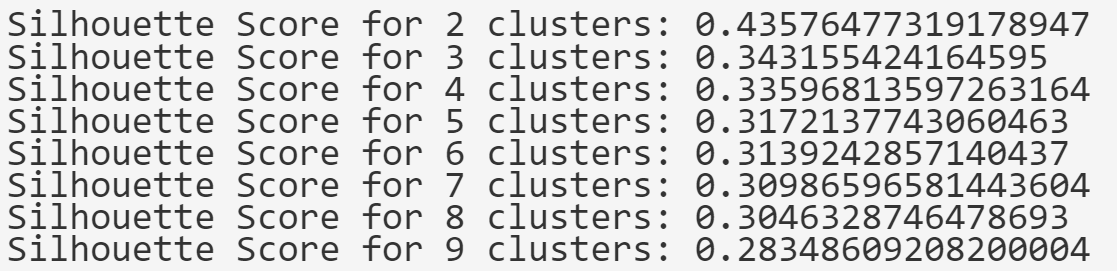 Silhouette Score for 2 clusters: 0.43576477319178947
Silhouette Score for 3 clusters: 0.343155424164595
Silhouette Score for 4 clusters: 0.33596813597263164
Silhouette Score for 5 clusters: 0.3172137743060463
Silhouette Score for 6 clusters: 0.3139242857140437
Silhouette Score for 7 clusters: 0.30986596581443604
Silhouette Score for 8 clusters: 0.3046328746478693
Silhouette Score for 9 clusters: 0.28348609208200004